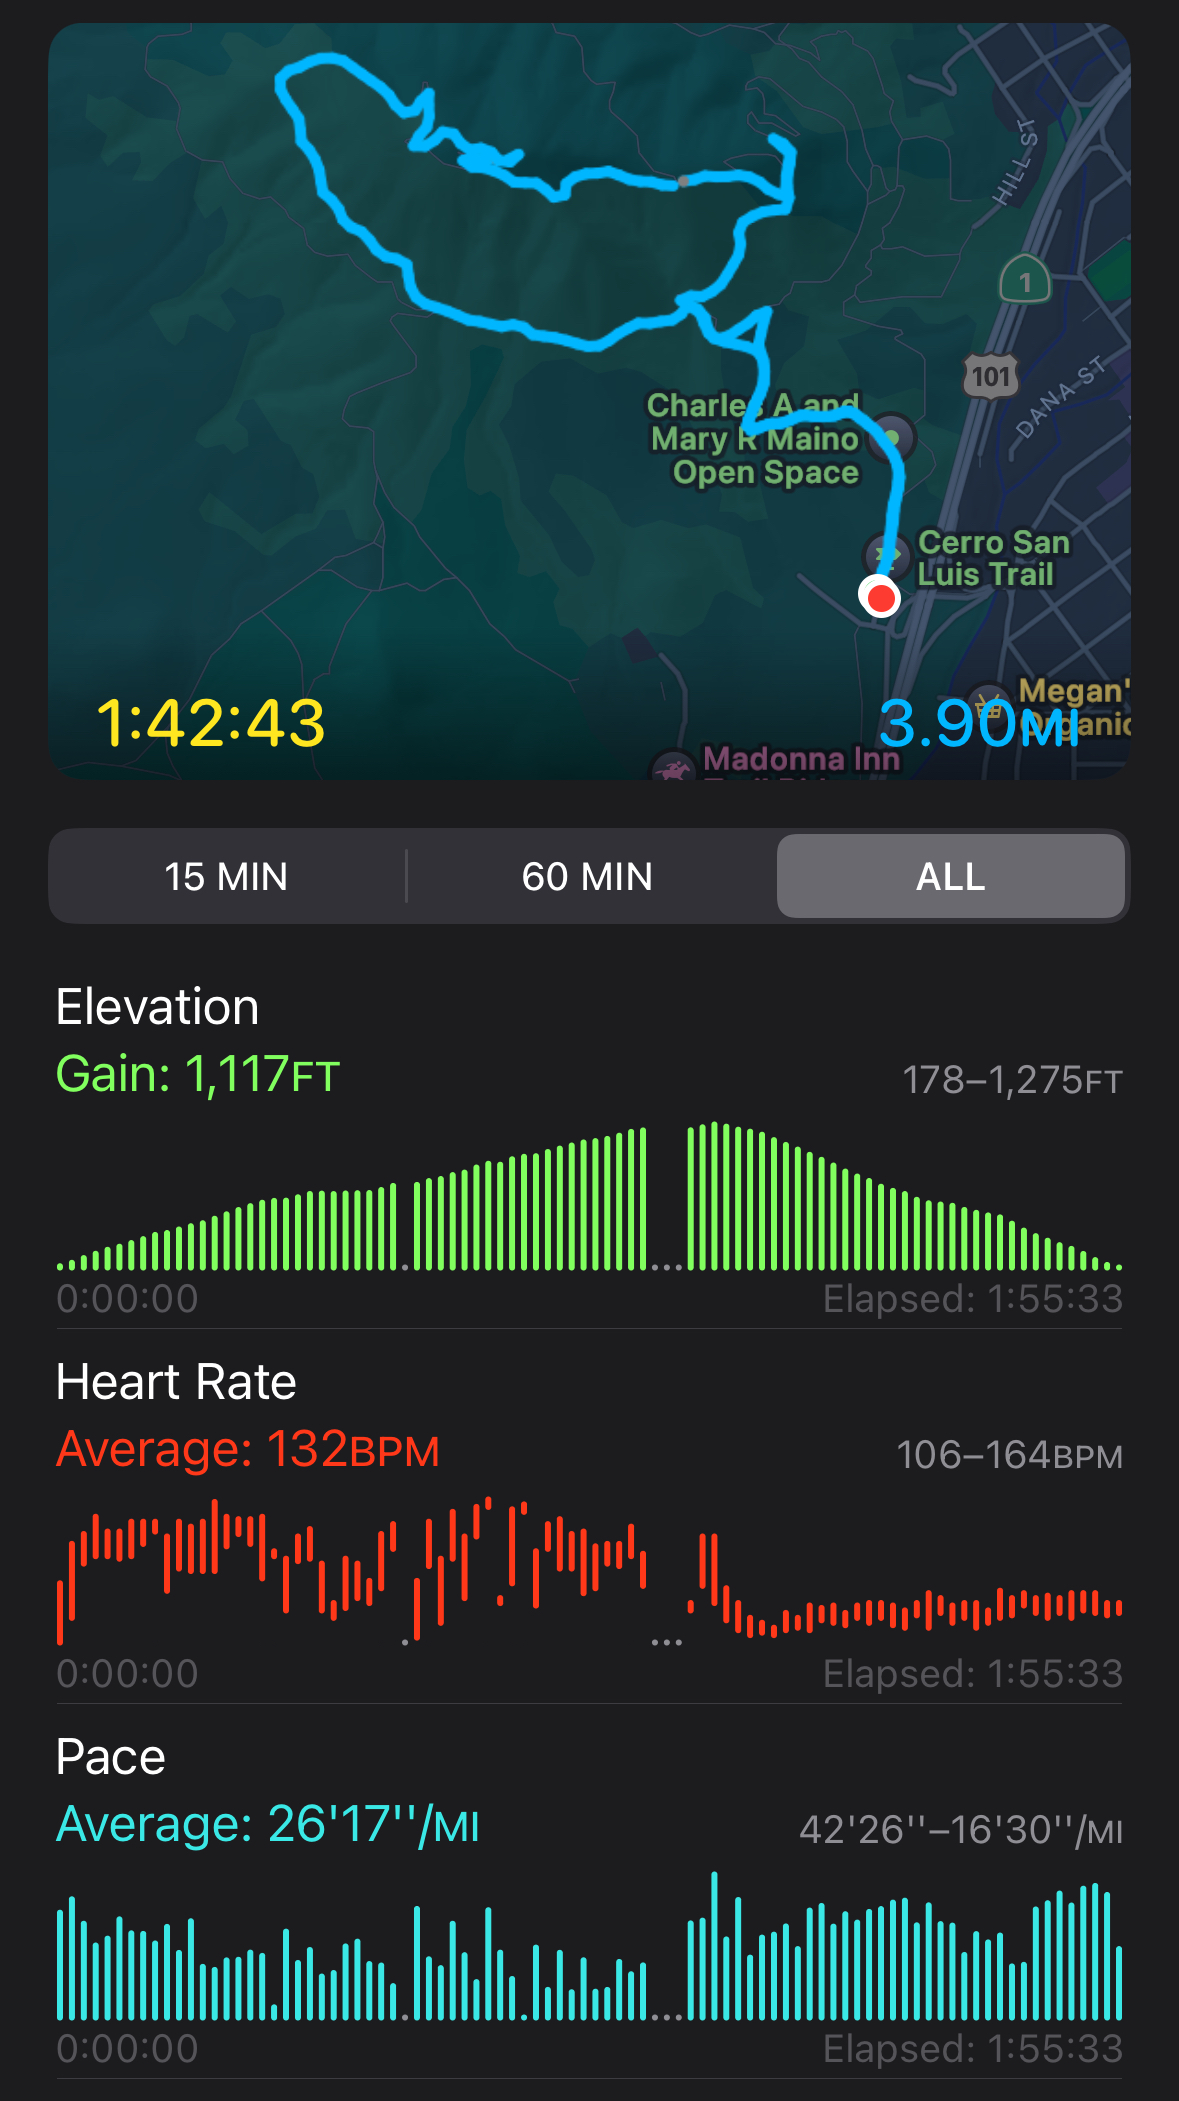 HILL ST
1
101
DANA ST
Charles A and
Mary R Maino
Open Space
Cerro San
Luis Trail
Megan'
Organic
1:42:43
3.90MI
Madonna Inn
15 MIN
60 MIN
ALL
Elevation
Gain: 1,117FT
178–1,275FT
0:00:00
Elapsed: 1:55:33
Heart Rate
Average: 132BPM
106–164BPM
0:00:00
Elapsed: 1:55:33
Pace
Average: 26'17''/MI
42'26''–16'30''/MI
0:00:00
Elapsed: 1:55:33